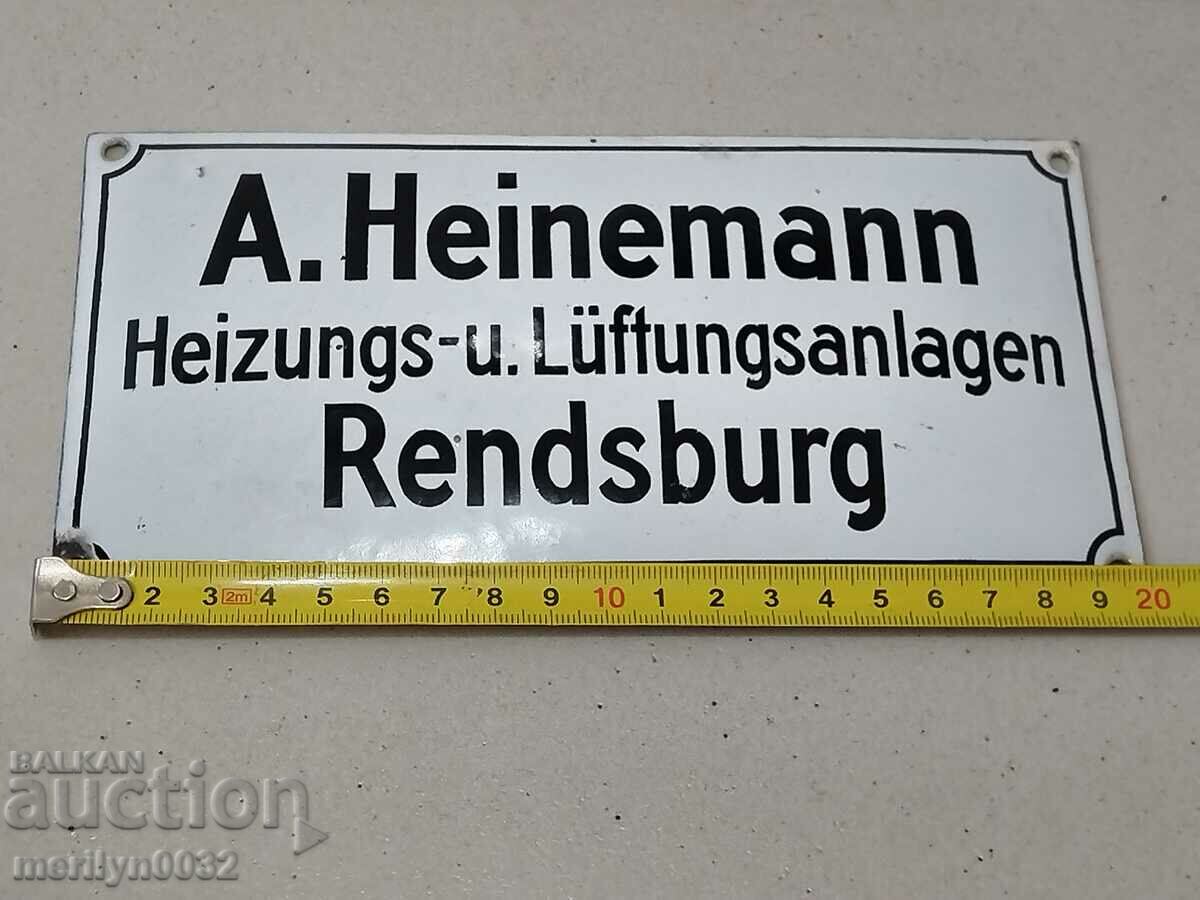 A. Heinemann
Heizungs- u. Lüftungsanlagen
Rendsburg
2 3 2m 4 5 6 7 8 9 10 1 2 3 4 5 6 7 8 9 20
BALKAN
auction
merilyn0032